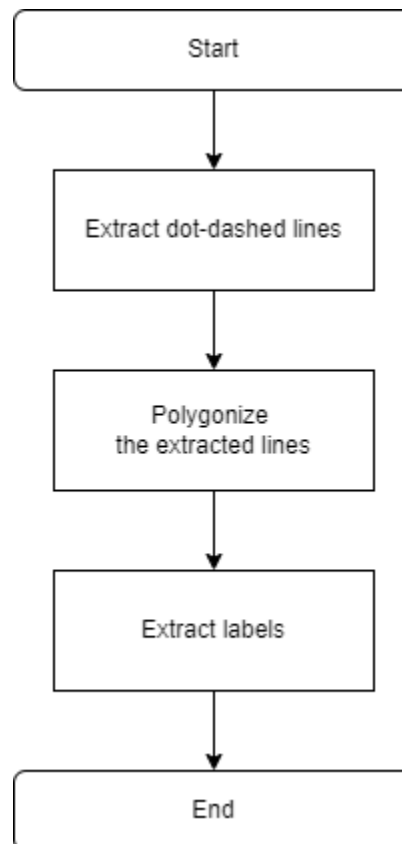 Start
Extract dot-dashed lines
Polygonize
the extracted lines
Extract labels
End